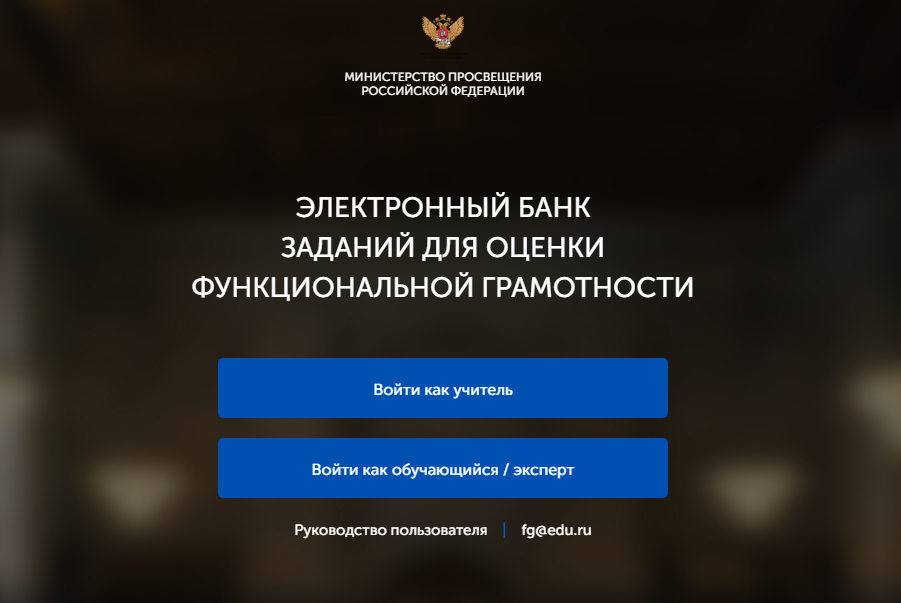 МИНИСТЕРСТВО ПРОСВЕЩЕНИЯ
РОССИЙСКОЙ ФЕДЕРАЦИИ
ЭЛЕКТРОННЫЙ БАНК
ЗАДАНИЙ ДЛЯ ОЦЕНКИ
ФУНКЦИОНАЛЬНОЙ ГРАМОТНОСТИ
Войти как учитель
Войти как обучающийся / эксперт
Руководство пользователя | fg@edu.ru